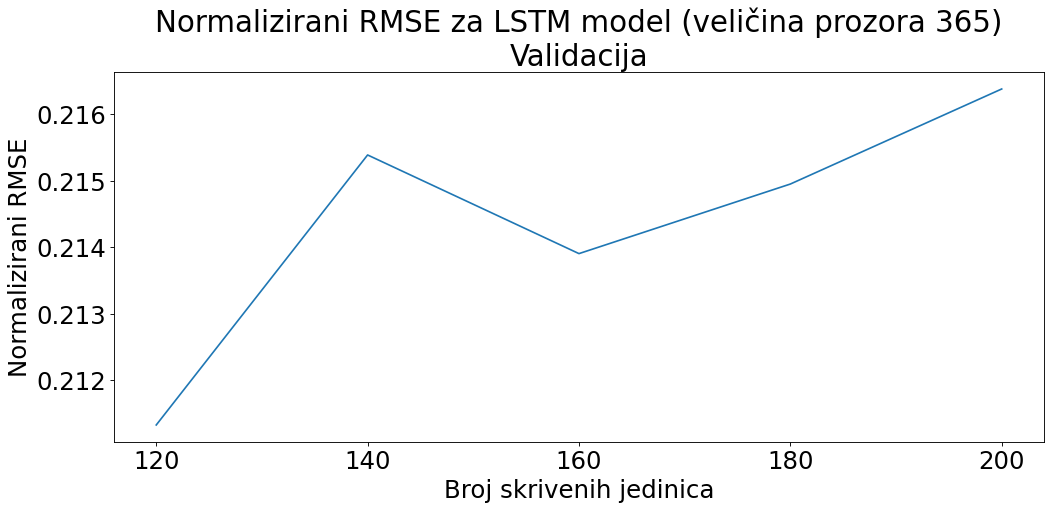 Normalizirani RMSE za LSTM model (veličina prozora 365)
Validacija
Normalizirani RMSE
0.216
0.215
0.214
0.213
0.212
120 140 160 180 200
Broj skrivenih jedinica